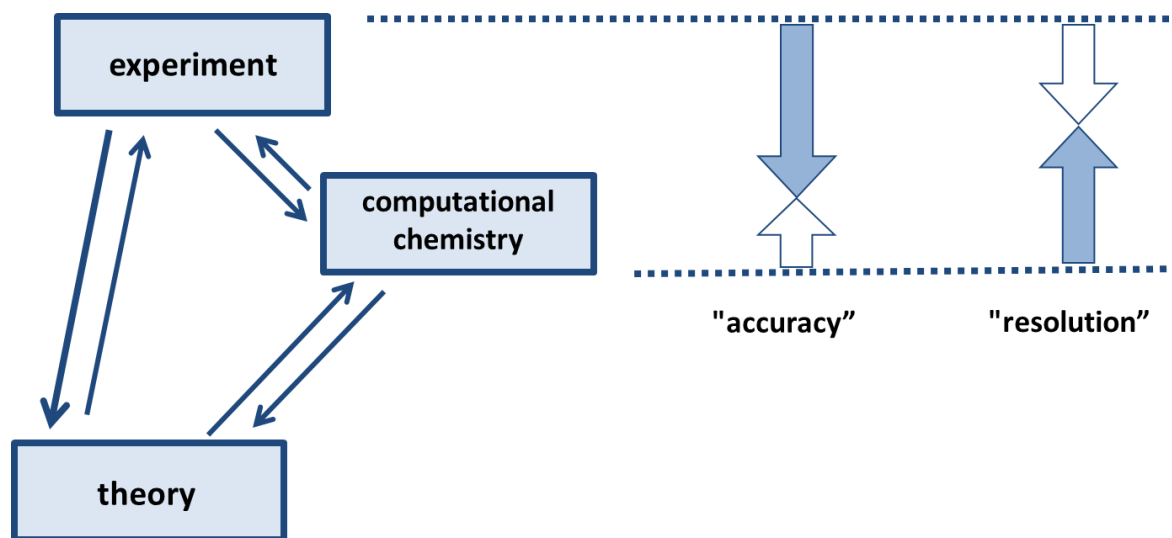 experiment
computational
chemistry
"accuracy”
"resolution”
theory